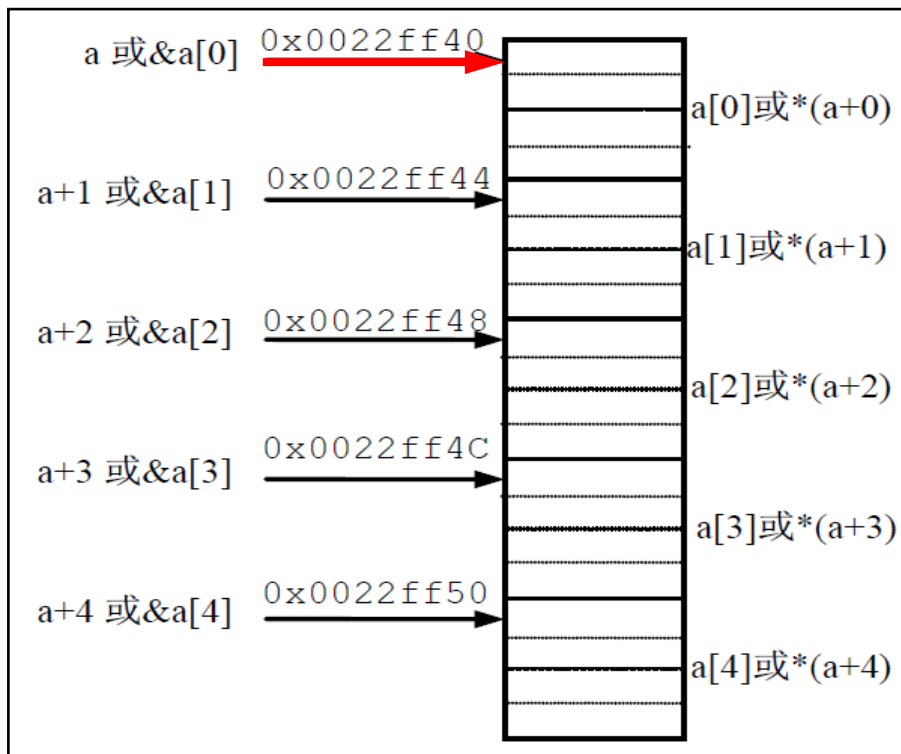 a 或&a[0]
0x0022ff40
a[0]或*(a+0)
a+1 或&a[1]
0x0022ff44
a[1]或*(a+1)
a+2 或&a[2]
0x0022ff48
a[2]或*(a+2)
a+3 或&a[3]
0x0022ff4C
a[3]或*(a+3)
a+4 或&a[4]
0x0022ff50
a[4]或*(a+4)